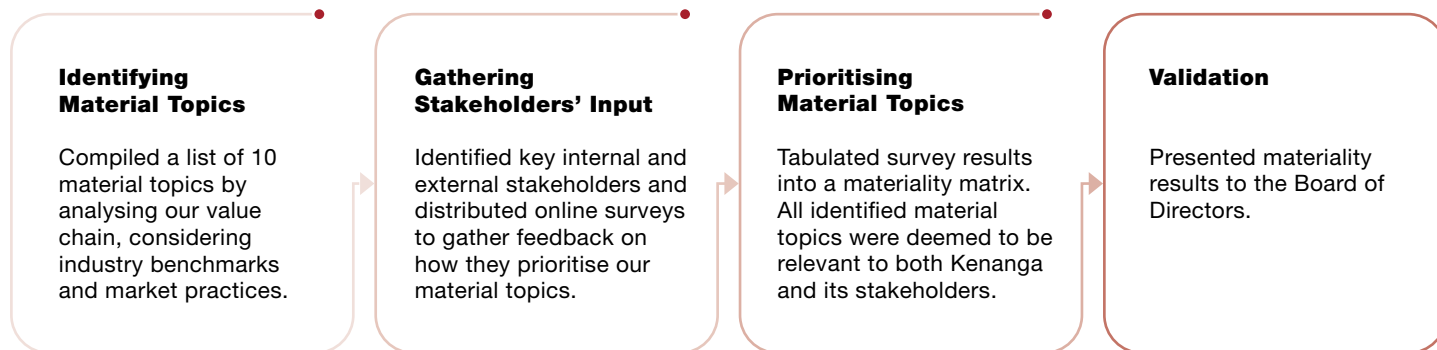 Identifying
Material Topics
Compiled a list of 10
material topics by
analysing our value
chain, considering
industry benchmarks
and market practices.
Gathering
Stakeholders’ Input
Identified key internal and
external stakeholders and
distributed online surveys
to gather feedback on
how they prioritise our
material topics.
Prioritising
Material Topics
Tabulated survey results
into a materiality matrix.
All identified material
topics were deemed to be
relevant to both Kenanga
and its stakeholders.
Validation
Presented materiality
results to the Board of
Directors.